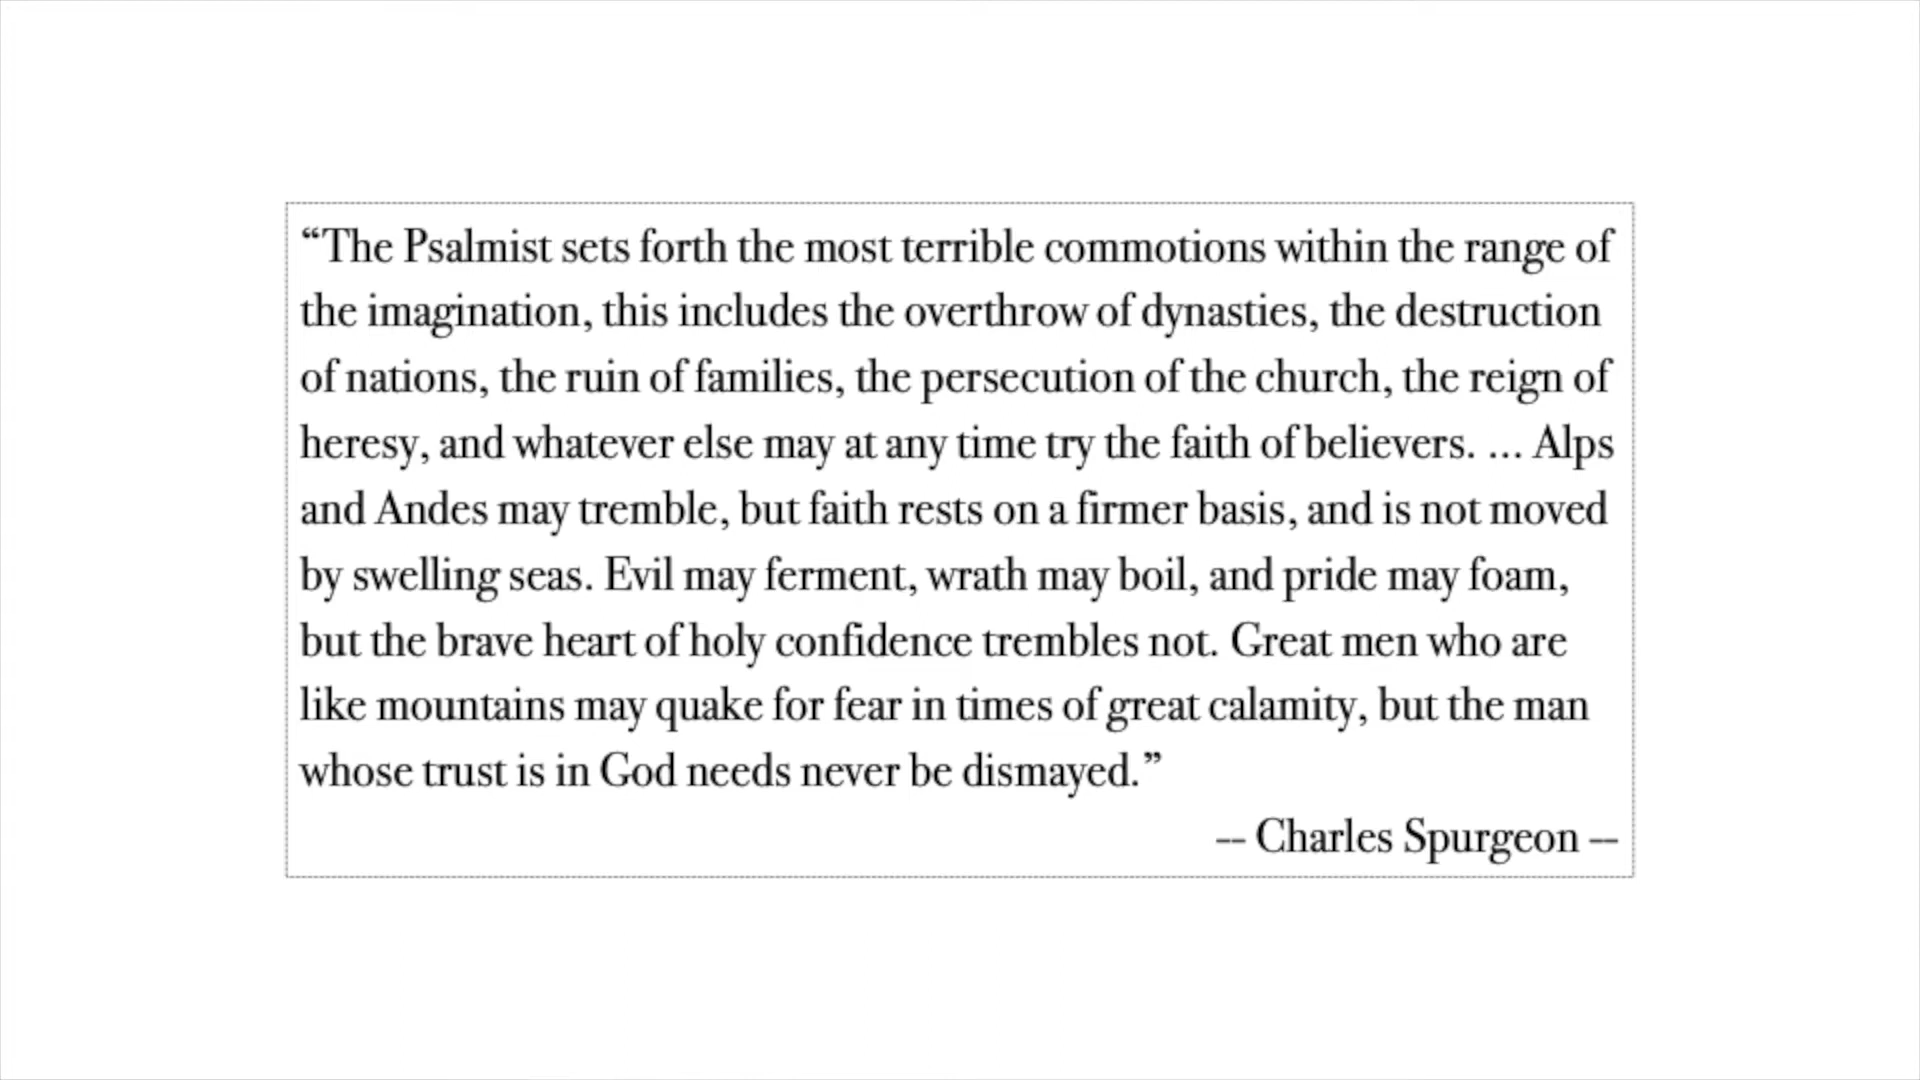 “The Psalmist sets forth the most terrible commotions within the range of
the imagination, this includes the overthrow of dynasties, the destruction
of nations, the ruin of families, the persecution of the church, the reign of
heresy, and whatever else may at any time try the faith of believers. ... Alps
and Andes may tremble, but faith rests on a firmer basis, and is not moved
by swelling seas. Evil may ferment, wrath may boil, and pride may foam,
but the brave heart of holy confidence trembles not. Great men who are
like mountains may quake for fear in times of great calamity, but the man
whose trust is in God needs never be dismayed.”
-- Charles Spurgeon --